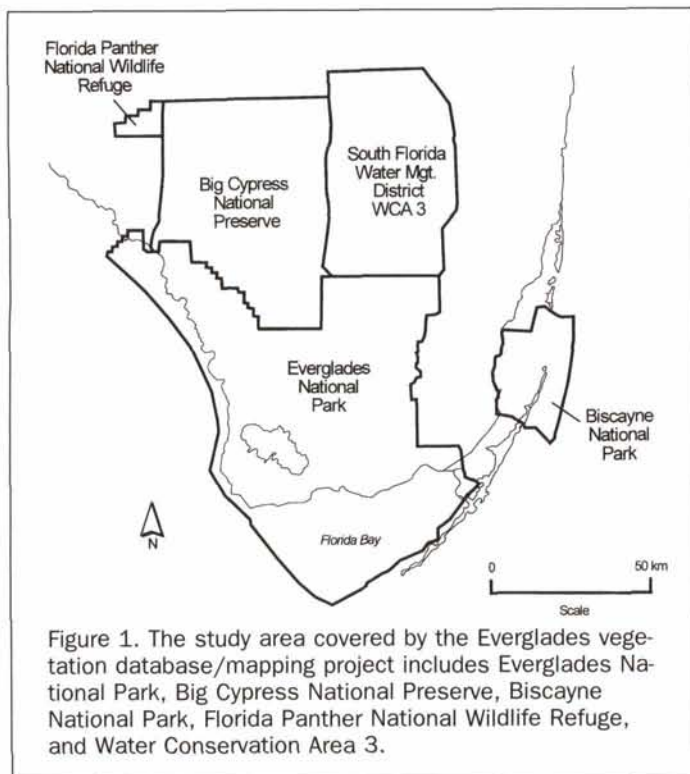 Florida Panther
National Wildlife
Refuge
Big Cypress
National
Preserve
South Florida
Water Mgt.
District
WCA 3
Everglades
National
Park
Biscayne
National
Park
N
Florida Bay
0 50 km
Scale
Figure 1. The study area covered by the Everglades vege-
tation database/mapping project includes Everglades Na-
tional Park, Big Cypress National Preserve, Biscayne
National Park, Florida Panther National Wildlife Refuge,
and Water Conservation Area 3.